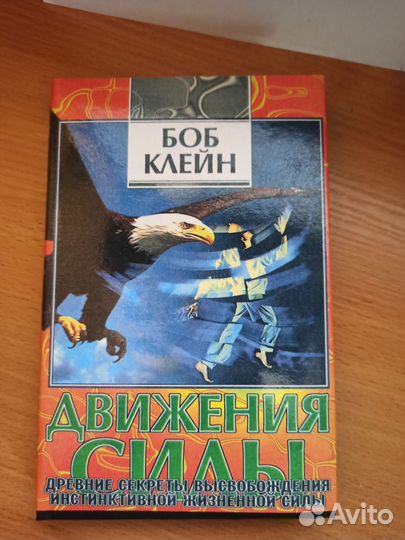 БОБ
КЛЕЙН
ДВИЖЕНИЯ
СИЛЫ
ДРЕВНИЕ СЕКРЕТЫ ВЫСВОБОЖДЕНИЯ
ИНСТИНКТИВНОЙ ЖИЗНЕННОЙ СИЛЫ
Avito